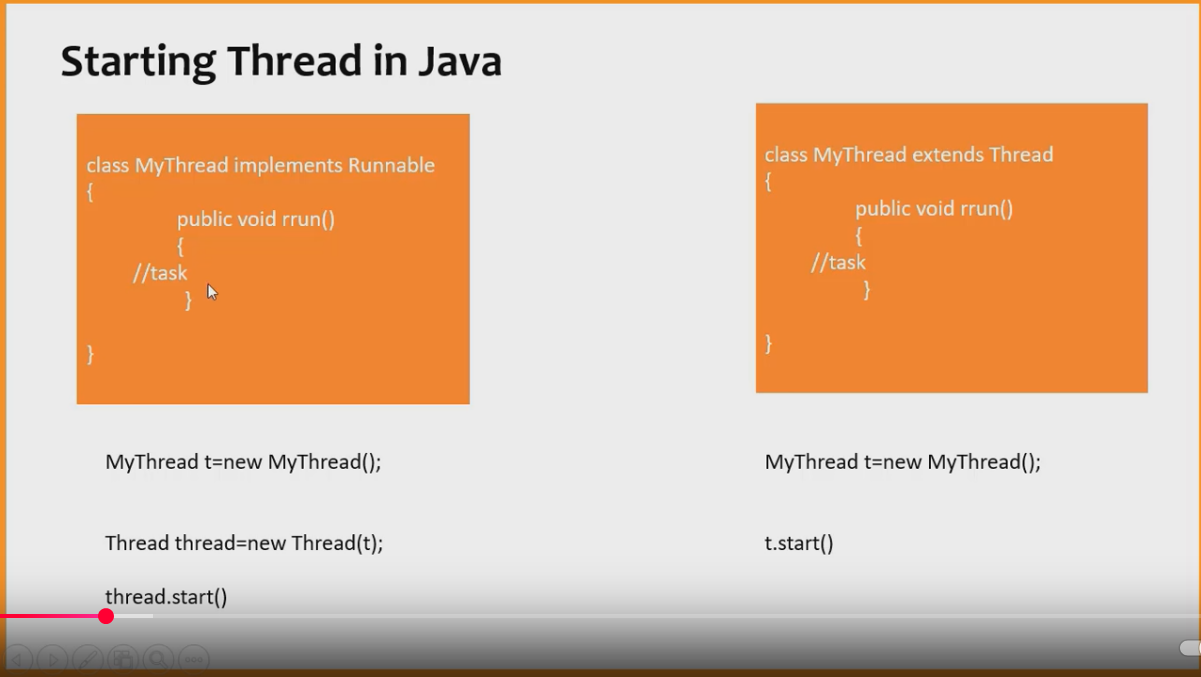 Starting Thread in Java
class MyThread implements Runnable
{
public void rrun()
{
//task
}
}
MyThread t=new MyThread();
Thread thread=new Thread(t);
thread.start()
class MyThread extends Thread
{
public void rrun()
{
//task
}
}
MyThread t=new MyThread();
t.start()